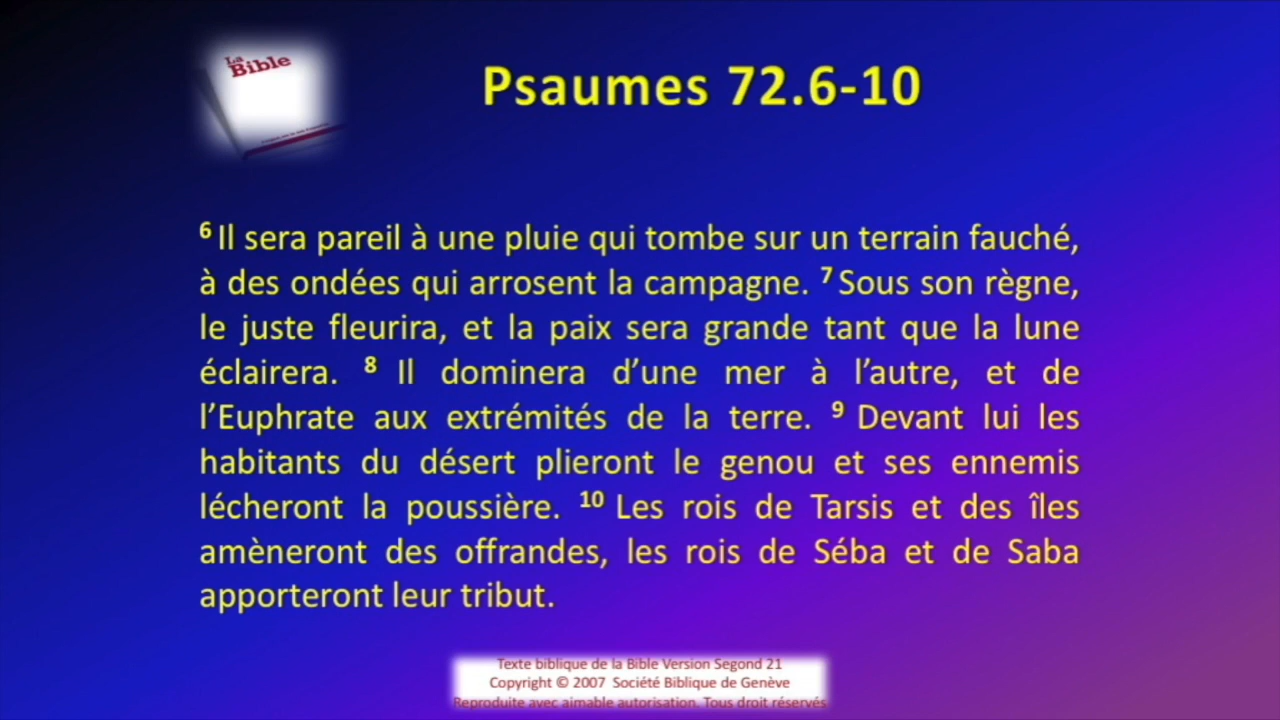 La
Bible
Psaumes 72.6-10
6 Il sera pareil à une pluie qui tombe sur un terrain fauché,
à des ondées qui arrosent la campagne. 7 Sous son règne,
le juste fleurira, et la paix sera grande tant que la lune
éclairera. 8 Il dominera d’une mer à l’autre, et de
l’Euphrate aux extrémités de la terre. 9 Devant lui les
habitants du désert plieront le genou et ses ennemis
lécheront la poussière. 10 Les rois de Tarsis et des îles
amèneront des offrandes, les rois de Séba et de Saba
apporteront leur tribut.
Texte biblique de la Bible Version Segond 21
Copyright © 2007 Société Biblique de Genève
Reproduite avec aimable autorisation. Tous droit réservés